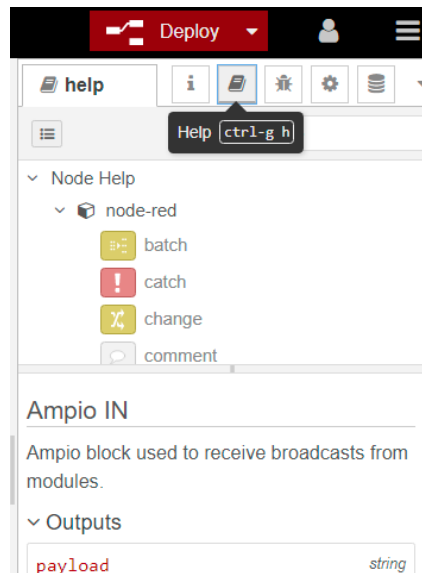 Deploy
help
Help ctrl-g h
Node Help
node-red
batch
catch
change
comment
Ampio IN
Ampio block used to receive broadcasts from
modules.
Outputs
payload string